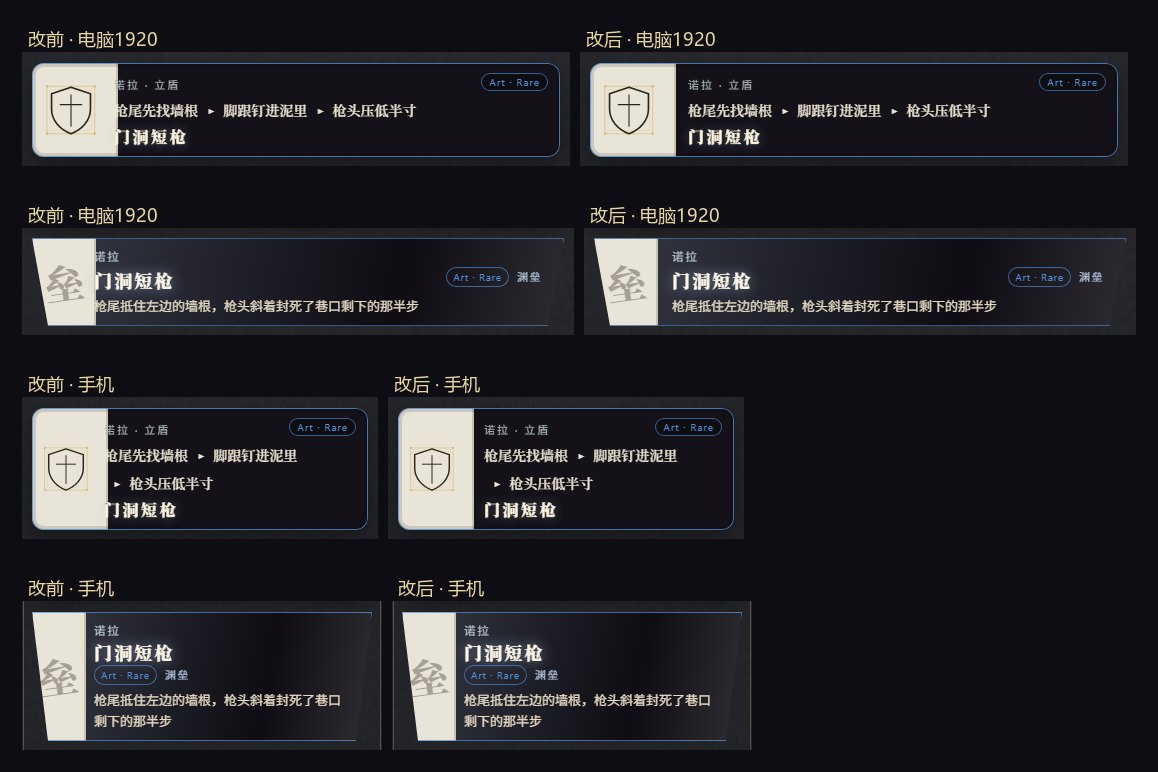 改前 · 电脑1920
改后 · 电脑1920
诺拉 · 立盾
Art · Rare
枪尾先找墙根 ▸ 脚跟钉进泥里 ▸ 枪头压低半寸
门洞短枪
诺拉 · 立盾
Art · Rare
枪尾先找墙根 ▸ 脚跟钉进泥里 ▸ 枪头压低半寸
门洞短枪
改前 · 电脑1920
改后 · 电脑1920
垒
诺拉
门洞短枪
Art · Rare 渊垒
枪尾抵住左边的墙根，枪头斜着封死了巷口剩下的那半步
垒
诺拉
门洞短枪
Art · Rare 渊垒
枪尾抵住左边的墙根，枪头斜着封死了巷口剩下的那半步
改前 · 手机
改后 · 手机
诺拉 · 立盾
Art · Rare
枪尾先找墙根 ▸ 脚跟钉进泥里
▸ 枪头压低半寸
门洞短枪
诺拉 · 立盾
Art · Rare
枪尾先找墙根 ▸ 脚跟钉进泥里
▸ 枪头压低半寸
门洞短枪
改前 · 手机
改后 · 手机
垒
诺拉
门洞短枪
Art · Rare 渊垒
枪尾抵住左边的墙根，枪头斜着封死了巷口
剩下的那半步
垒
诺拉
门洞短枪
Art · Rare 渊垒
枪尾抵住左边的墙根，枪头斜着封死了巷口
剩下的那半步